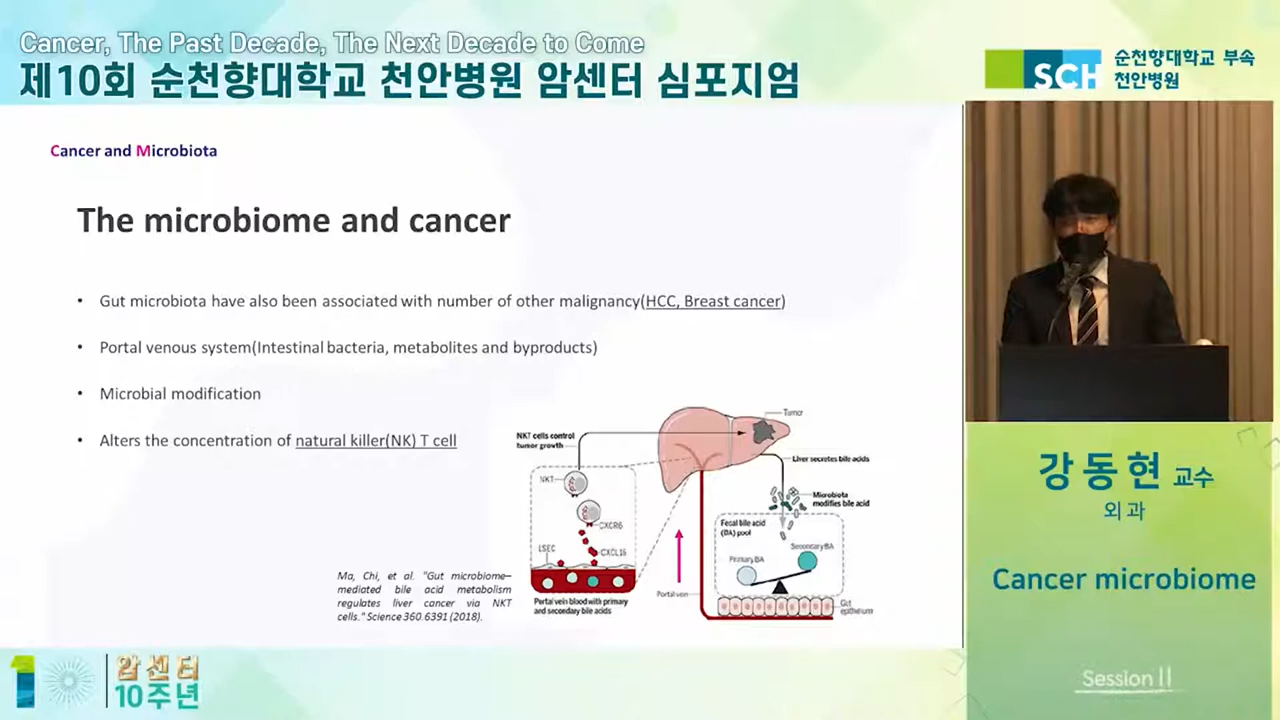 Cancer, The Past Decade, The Next Decade to Come
제10회 순천향대학교 천안병원 암센터 심포지엄
SCH
순천향대학교 부속
천안병원
Cancer and Microbiota
The microbiome and cancer
• Gut microbiota have also been associated with number of other malignancy(HCC, Breast cancer)
• Portal venous system(Intestinal bacteria, metabolites and byproducts)
• Microbial modification
• Alters the concentration of natural killer(NK) T cell
Tumor
NKT cells control
tumor growth
Liver secretes bile acids
NKT
Microbiota
modifies bile acid
CXCR6
Fecal bile acid
(BA) pool
LSEC
CXCL16
Primary BA
Secondary BA
Portal vein blood with primary
and secondary bile acids
Portal vein
Gut
epithelium
Ma, Chi, et al. "Gut microbiome–
mediated bile acid metabolism
regulates liver cancer via NKT
cells." Science 360.6391 (2018).
강동현 교수
외과
Cancer microbiome
Session II
암센터
10주년